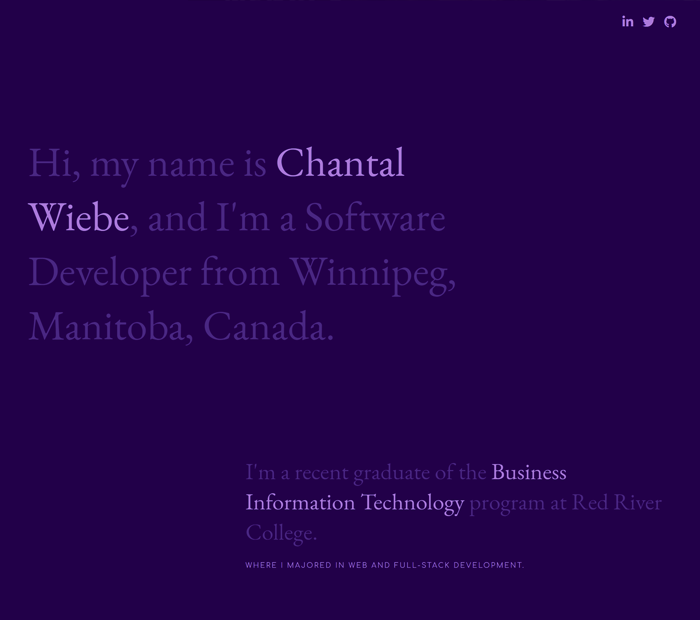 Hi, my name is Chantal
Wiebe, and I'm a Software
Developer from Winnipeg,
Manitoba, Canada.
I'm a recent graduate of the Business
Information Technology program at Red River
College.
WHERE I MAJORED IN WEB AND FULL-STACK DEVELOPMENT.